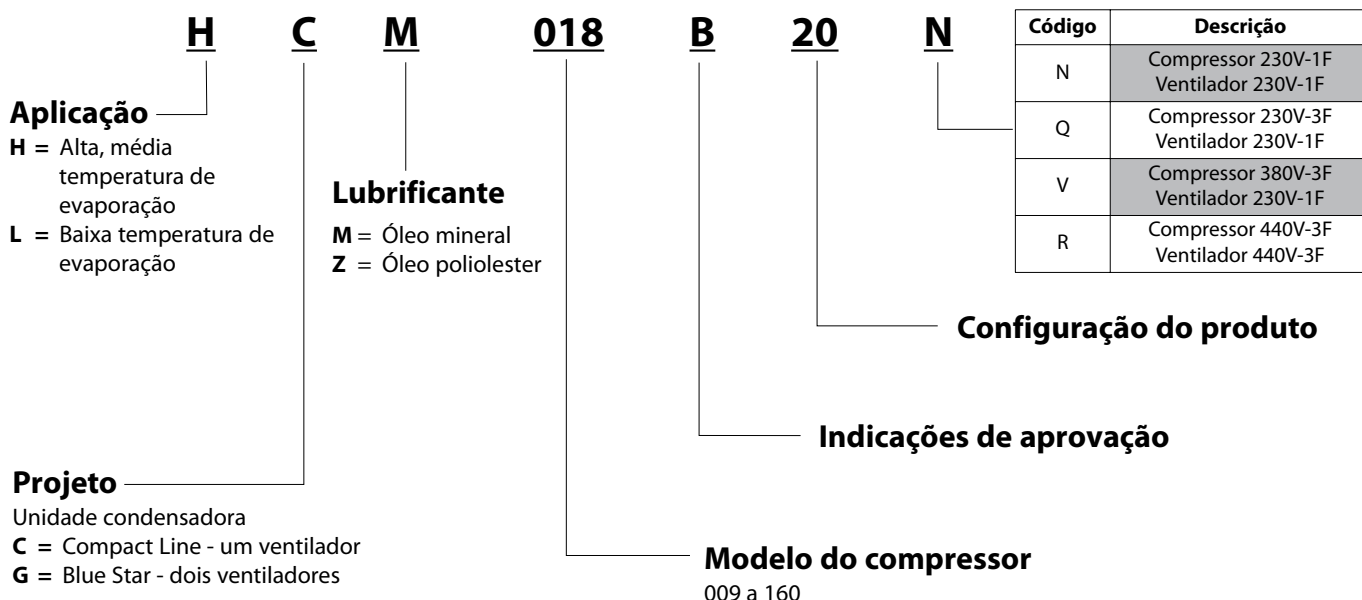 H C M 018 B 20 N
Código Descrição
N Compressor 230V-1F
Ventilador 230V-1F
Q Compressor 230V-3F
Ventilador 230V-1F
V Compressor 380V-3F
Ventilador 230V-1F
R Compressor 440V-3F
Ventilador 440V-3F
Aplicação
H = Alta, média
temperatura de
evaporação
L = Baixa temperatura de
evaporação
Lubrificante
M = Óleo mineral
Z = Óleo poliolester
Configuração do produto
Indicações de aprovação
Projeto
Unidade condensadora
C = Compact Line - um ventilador
G = Blue Star - dois ventiladores
Modelo do compressor
009 a 160